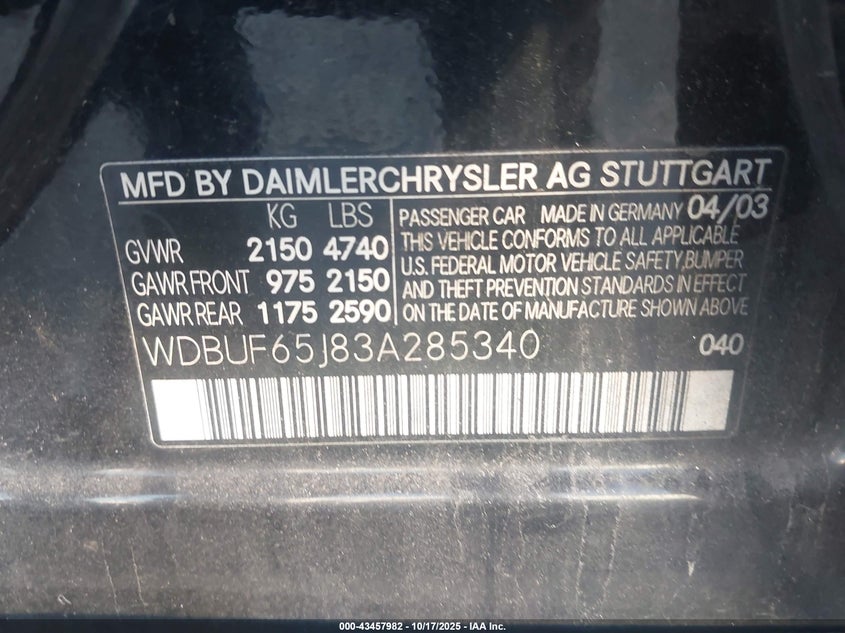 MFD BY DAIMLERCHRYSLER AG STUTTGART
KG LBS
GVWR 2150 4740
GAWR FRONT 975 2150
GAWR REAR 1175 2590
PASSENGER CAR MADE IN GERMANY 04/03
THIS VEHICLE CONFORMS TO ALL APPLICABLE
U.S. FEDERAL MOTOR VEHICLE SAFETY,BUMPER
AND THEFT PREVENTION STANDARDS IN EFFECT
ON THE DATE OF MANUFACTURE SHOWN ABOVE
WDBUF65J83A285340 040
000-43457982 | 10/17/2025 - IAA Inc.